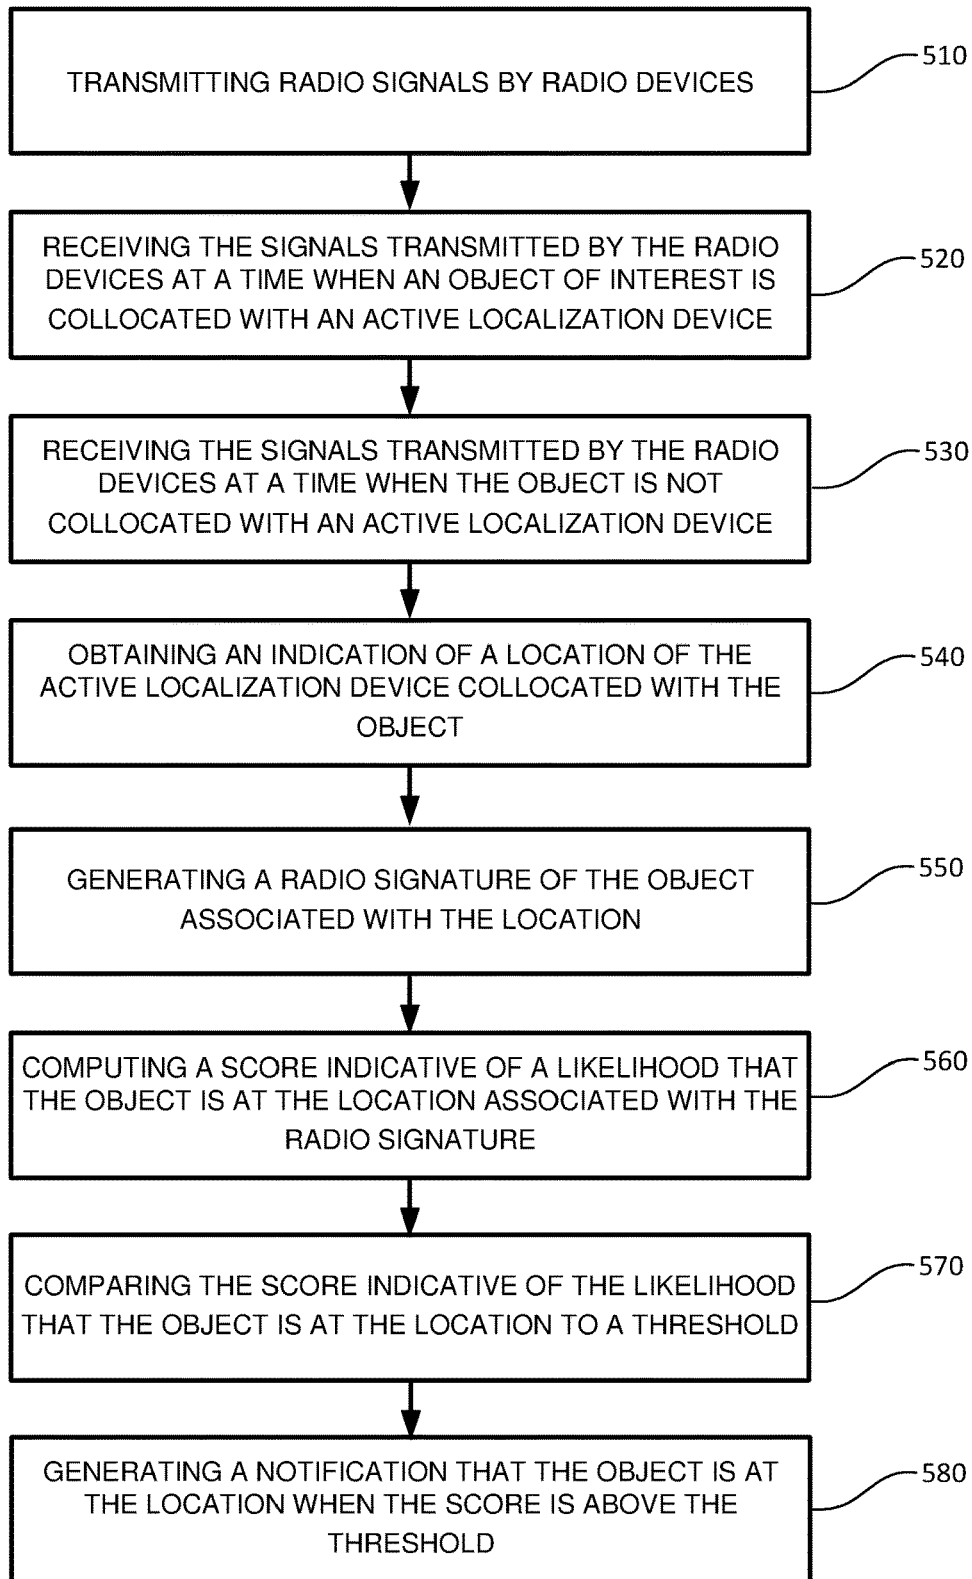 TRANSMITTING RADIO SIGNALS BY RADIO DEVICES
510
RECEIVING THE SIGNALS TRANSMITTED BY THE RADIO
DEVICES AT A TIME WHEN AN OBJECT OF INTEREST IS
COLLOCATED WITH AN ACTIVE LOCALIZATION DEVICE
520
RECEIVING THE SIGNALS TRANSMITTED BY THE RADIO
DEVICES AT A TIME WHEN THE OBJECT IS NOT
COLLOCATED WITH AN ACTIVE LOCALIZATION DEVICE
530
OBTAINING AN INDICATION OF A LOCATION OF THE
ACTIVE LOCALIZATION DEVICE COLLOCATED WITH THE
OBJECT
540
GENERATING A RADIO SIGNATURE OF THE OBJECT
ASSOCIATED WITH THE LOCATION
550
COMPUTING A SCORE INDICATIVE OF A LIKELIHOOD THAT
THE OBJECT IS AT THE LOCATION ASSOCIATED WITH THE
RADIO SIGNATURE
560
COMPARING THE SCORE INDICATIVE OF THE LIKELIHOOD
THAT THE OBJECT IS AT THE LOCATION TO A THRESHOLD
570
GENERATING A NOTIFICATION THAT THE OBJECT IS AT
THE LOCATION WHEN THE SCORE IS ABOVE THE
THRESHOLD
580